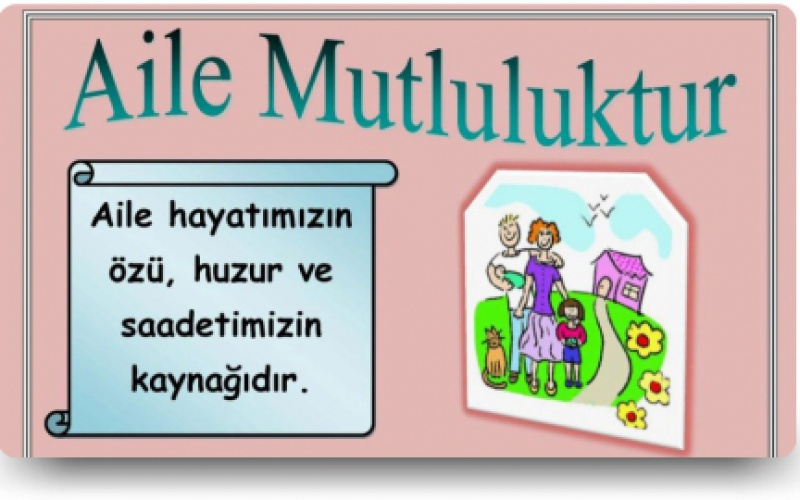 Aile Mutluluktur
Aile hayatımızın
özü, huzur ve
saadetimizin
kaynağıdır.